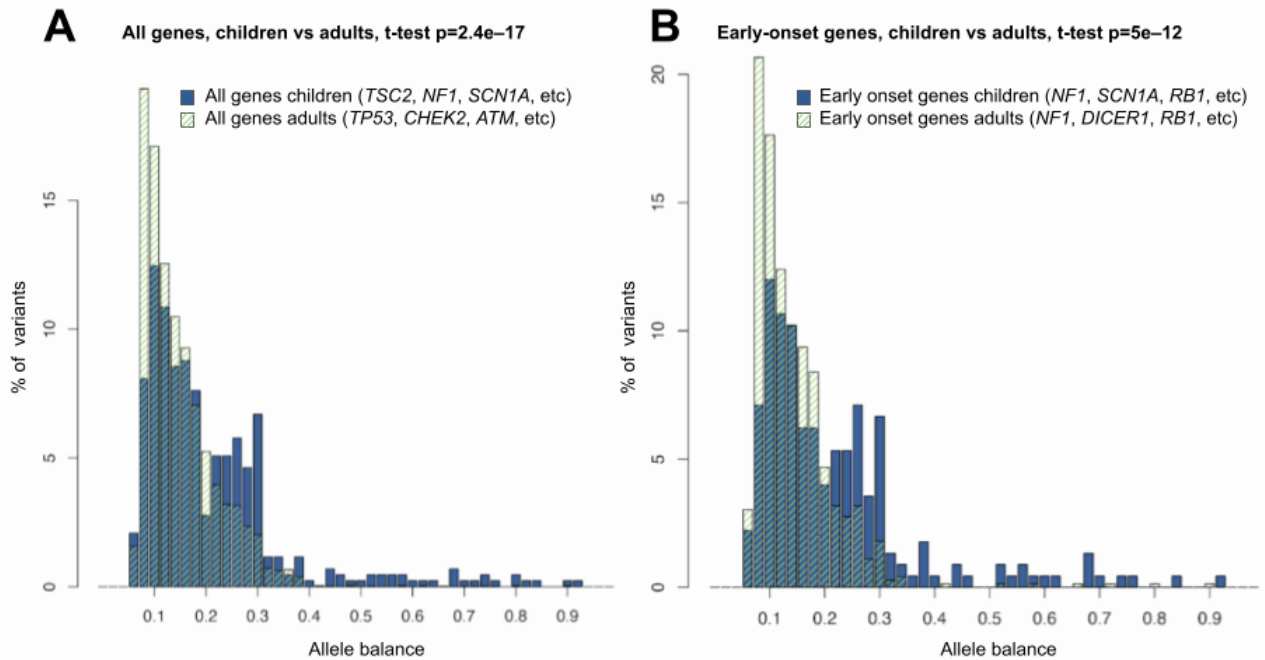 A
All genes, children vs adults, t-test p=2.4e–17
All genes children (TSC2, NF1, SCN1A, etc)
All genes adults (TP53, CHEK2, ATM, etc)
% of variants
15
10
5
0
0.1 0.2 0.3 0.4 0.5 0.6 0.7 0.8 0.9
Allele balance
B
Early-onset genes, children vs adults, t-test p=5e–12
Early onset genes children (NF1, SCN1A, RB1, etc)
Early onset genes adults (NF1, DICER1, RB1, etc)
% of variants
20
15
10
5
0
0.1 0.2 0.3 0.4 0.5 0.6 0.7 0.8 0.9
Allele balance